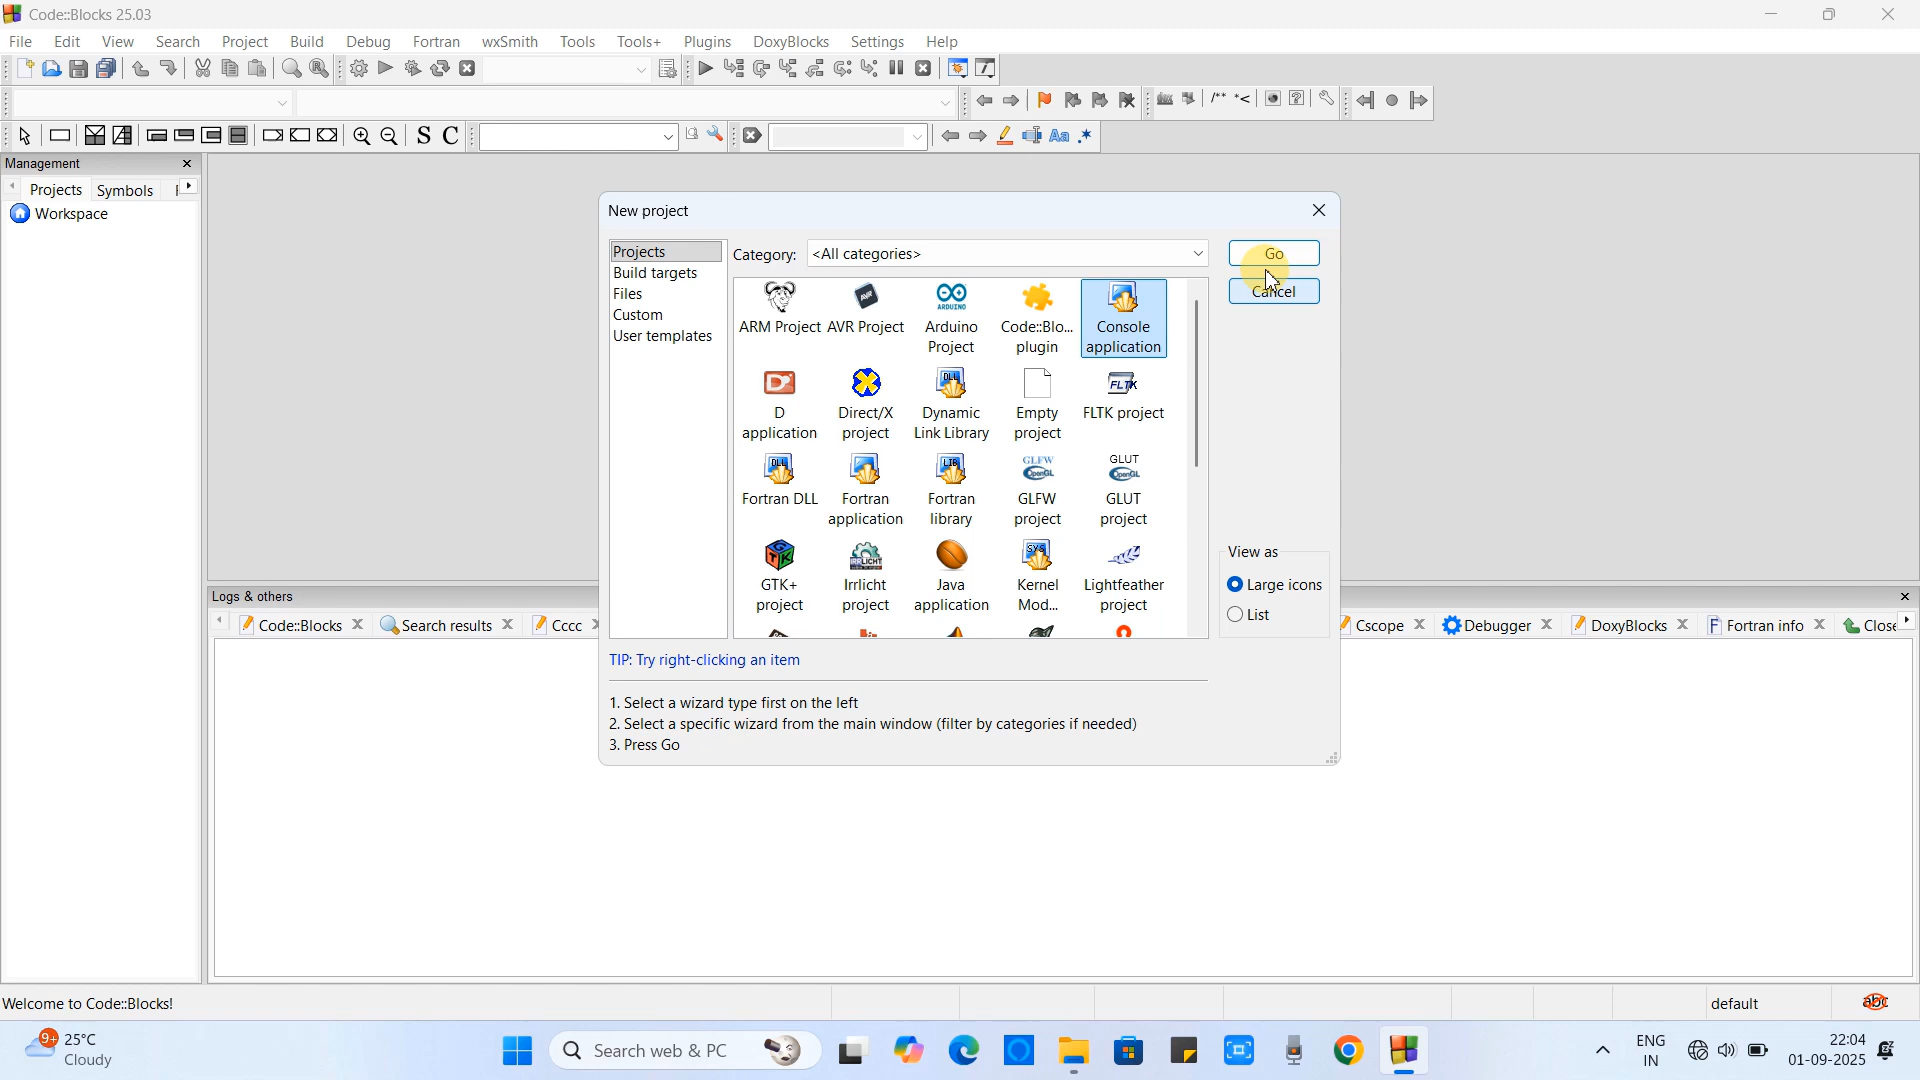 Code::Blocks 25.03
File Edit View Search Project Build Debug Fortran wxSmith Tools Tools+ Plugins DoxyBlocks Settings Help
/** *<
S C Aa .*
Management
Projects Symbols
Workspace
New project
Projects
Build targets
Files
Custom
User templates
Category: <All categories>
Go
Cancel
ARM Project AVR Project Arduino Project Code::Blo... plugin Console application
D application Direct/X project Dynamic Link Library Empty project FLTK project
Fortran DLL Fortran application Fortran library GLFW project GLUT project
GTK+ project Irrlicht project Java application Kernel Mod... Lightfeather project
View as
Large icons
List
TIP: Try right-clicking an item
1. Select a wizard type first on the left
2. Select a specific wizard from the main window (filter by categories if needed)
3. Press Go
Logs & others
Code::Blocks Search results Cccc Cscope Debugger DoxyBlocks Fortran info Close
Welcome to Code::Blocks! default
25°C
Cloudy
Search web & PC
ENG
IN
22:04
01-09-2025